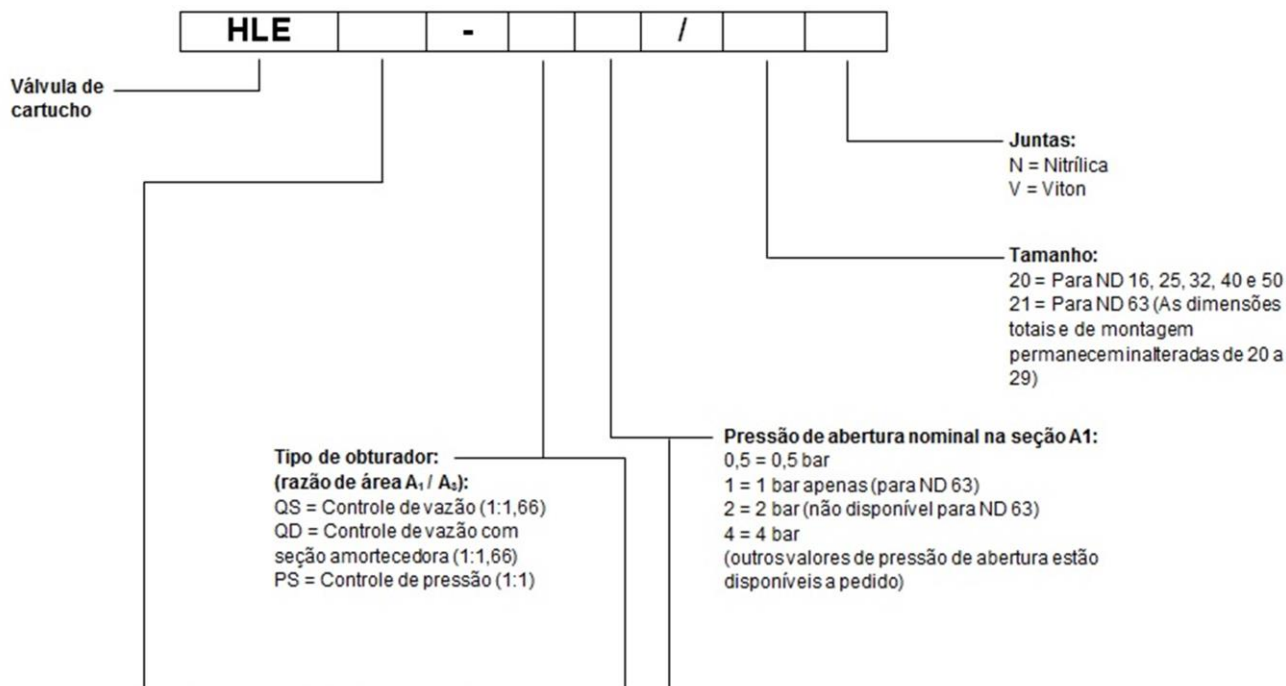 HLE - /
Válvula de
cartucho
Juntas:
N = Nitrílica
V = Viton
Tamanho:
20 = Para ND 16, 25, 32, 40 e 50
21 = Para ND 63 (As dimensões
totais e de montagem
permaneceminalteradas de 20 a
29)
Pressão de abertura nominal na seção A1:
0,5 = 0,5 bar
1 = 1 bar apenas (para ND 63)
2 = 2 bar (não disponível para ND 63)
4 = 4 bar
(outros valores de pressão de abertura estão
disponíveis a pedido)
Tipo de obturador:
(razão de área A₁ / A₃):
QS = Controle de vazão (1:1,66)
QD = Controle de vazão com
seção amortecedora (1:1,66)
PS = Controle de pressão (1:1)